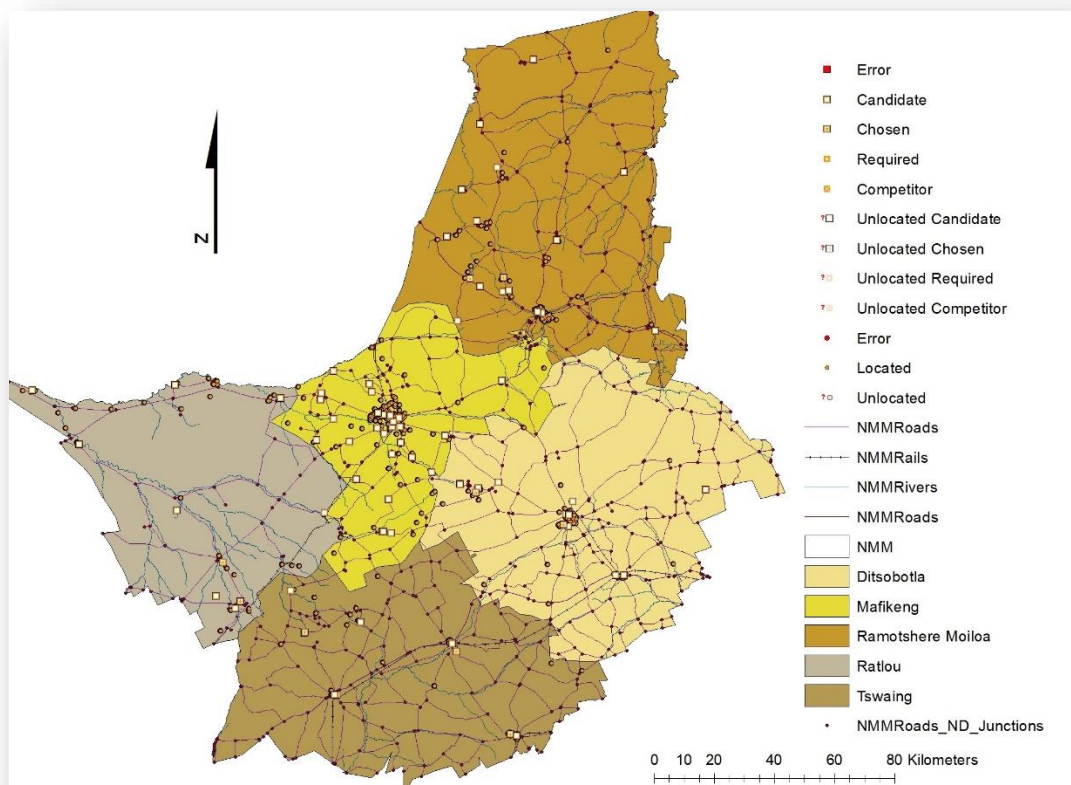 Error
Candidate
Chosen
Required
Competitor
? Unlocated Candidate
? Unlocated Chosen
? Unlocated Required
? Unlocated Competitor
Error
Located
? Unlocated
NMMRoads
NMMRails
NMMRivers
NMMRoads
NMM
Ditsobotla
Mafikeng
Ramotshere Moiloa
Ratlou
Tswaing
NMMRoads_ND_Junctions
N
0 20 40 60 80 Kilometers